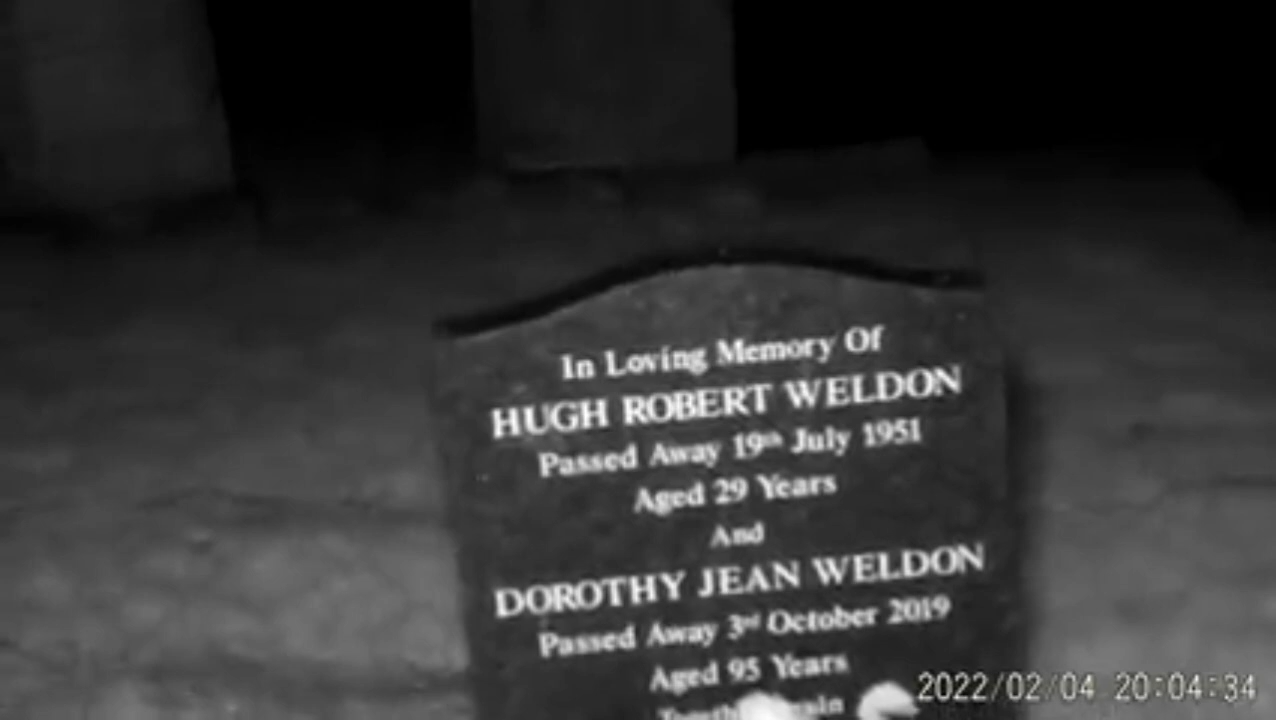 In Loving Memory Of
HUGH ROBERT WELDON
Passed Away 19th July 1951
Aged 29 Years
And
DOROTHY JEAN WELDON
Passed Away 3rd October 2019
Aged 95 Years
2022/02/04 20:04:34